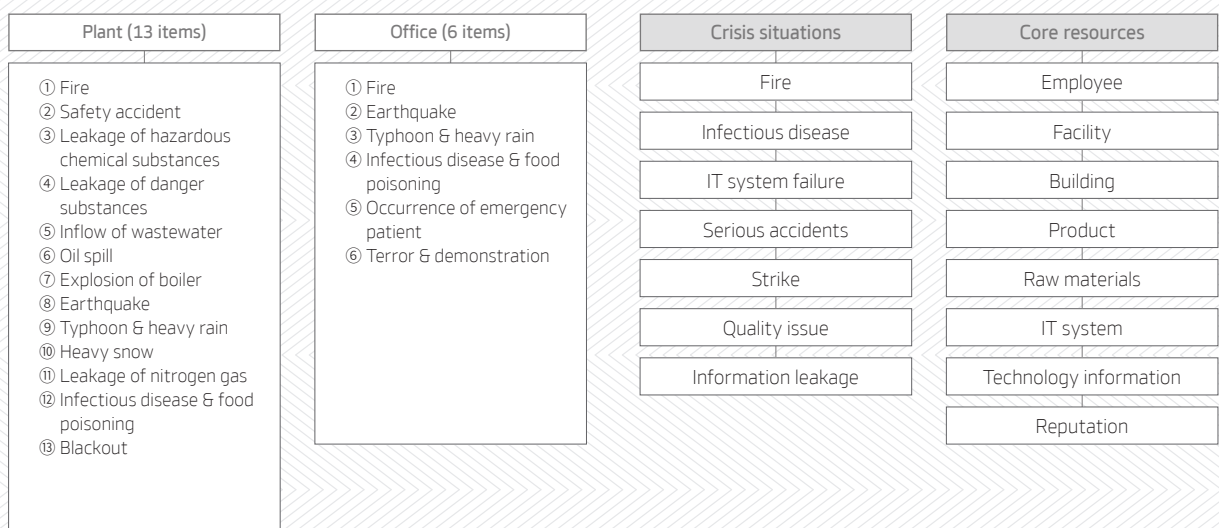 Plant (13 items)
① Fire
② Safety accident
③ Leakage of hazardous
chemical substances
④ Leakage of danger
substances
⑤ Inflow of wastewater
⑥ Oil spill
⑦ Explosion of boiler
⑧ Earthquake
⑨ Typhoon & heavy rain
⑩ Heavy snow
⑪ Leakage of nitrogen gas
⑫ Infectious disease & food
poisoning
⑬ Blackout
Office (6 items)
① Fire
② Earthquake
③ Typhoon & heavy rain
④ Infectious disease & food
poisoning
⑤ Occurrence of emergency
patient
⑥ Terror & demonstration
Crisis situations
Fire
Infectious disease
IT system failure
Serious accidents
Strike
Quality issue
Information leakage
Core resources
Employee
Facility
Building
Product
Raw materials
IT system
Technology information
Reputation